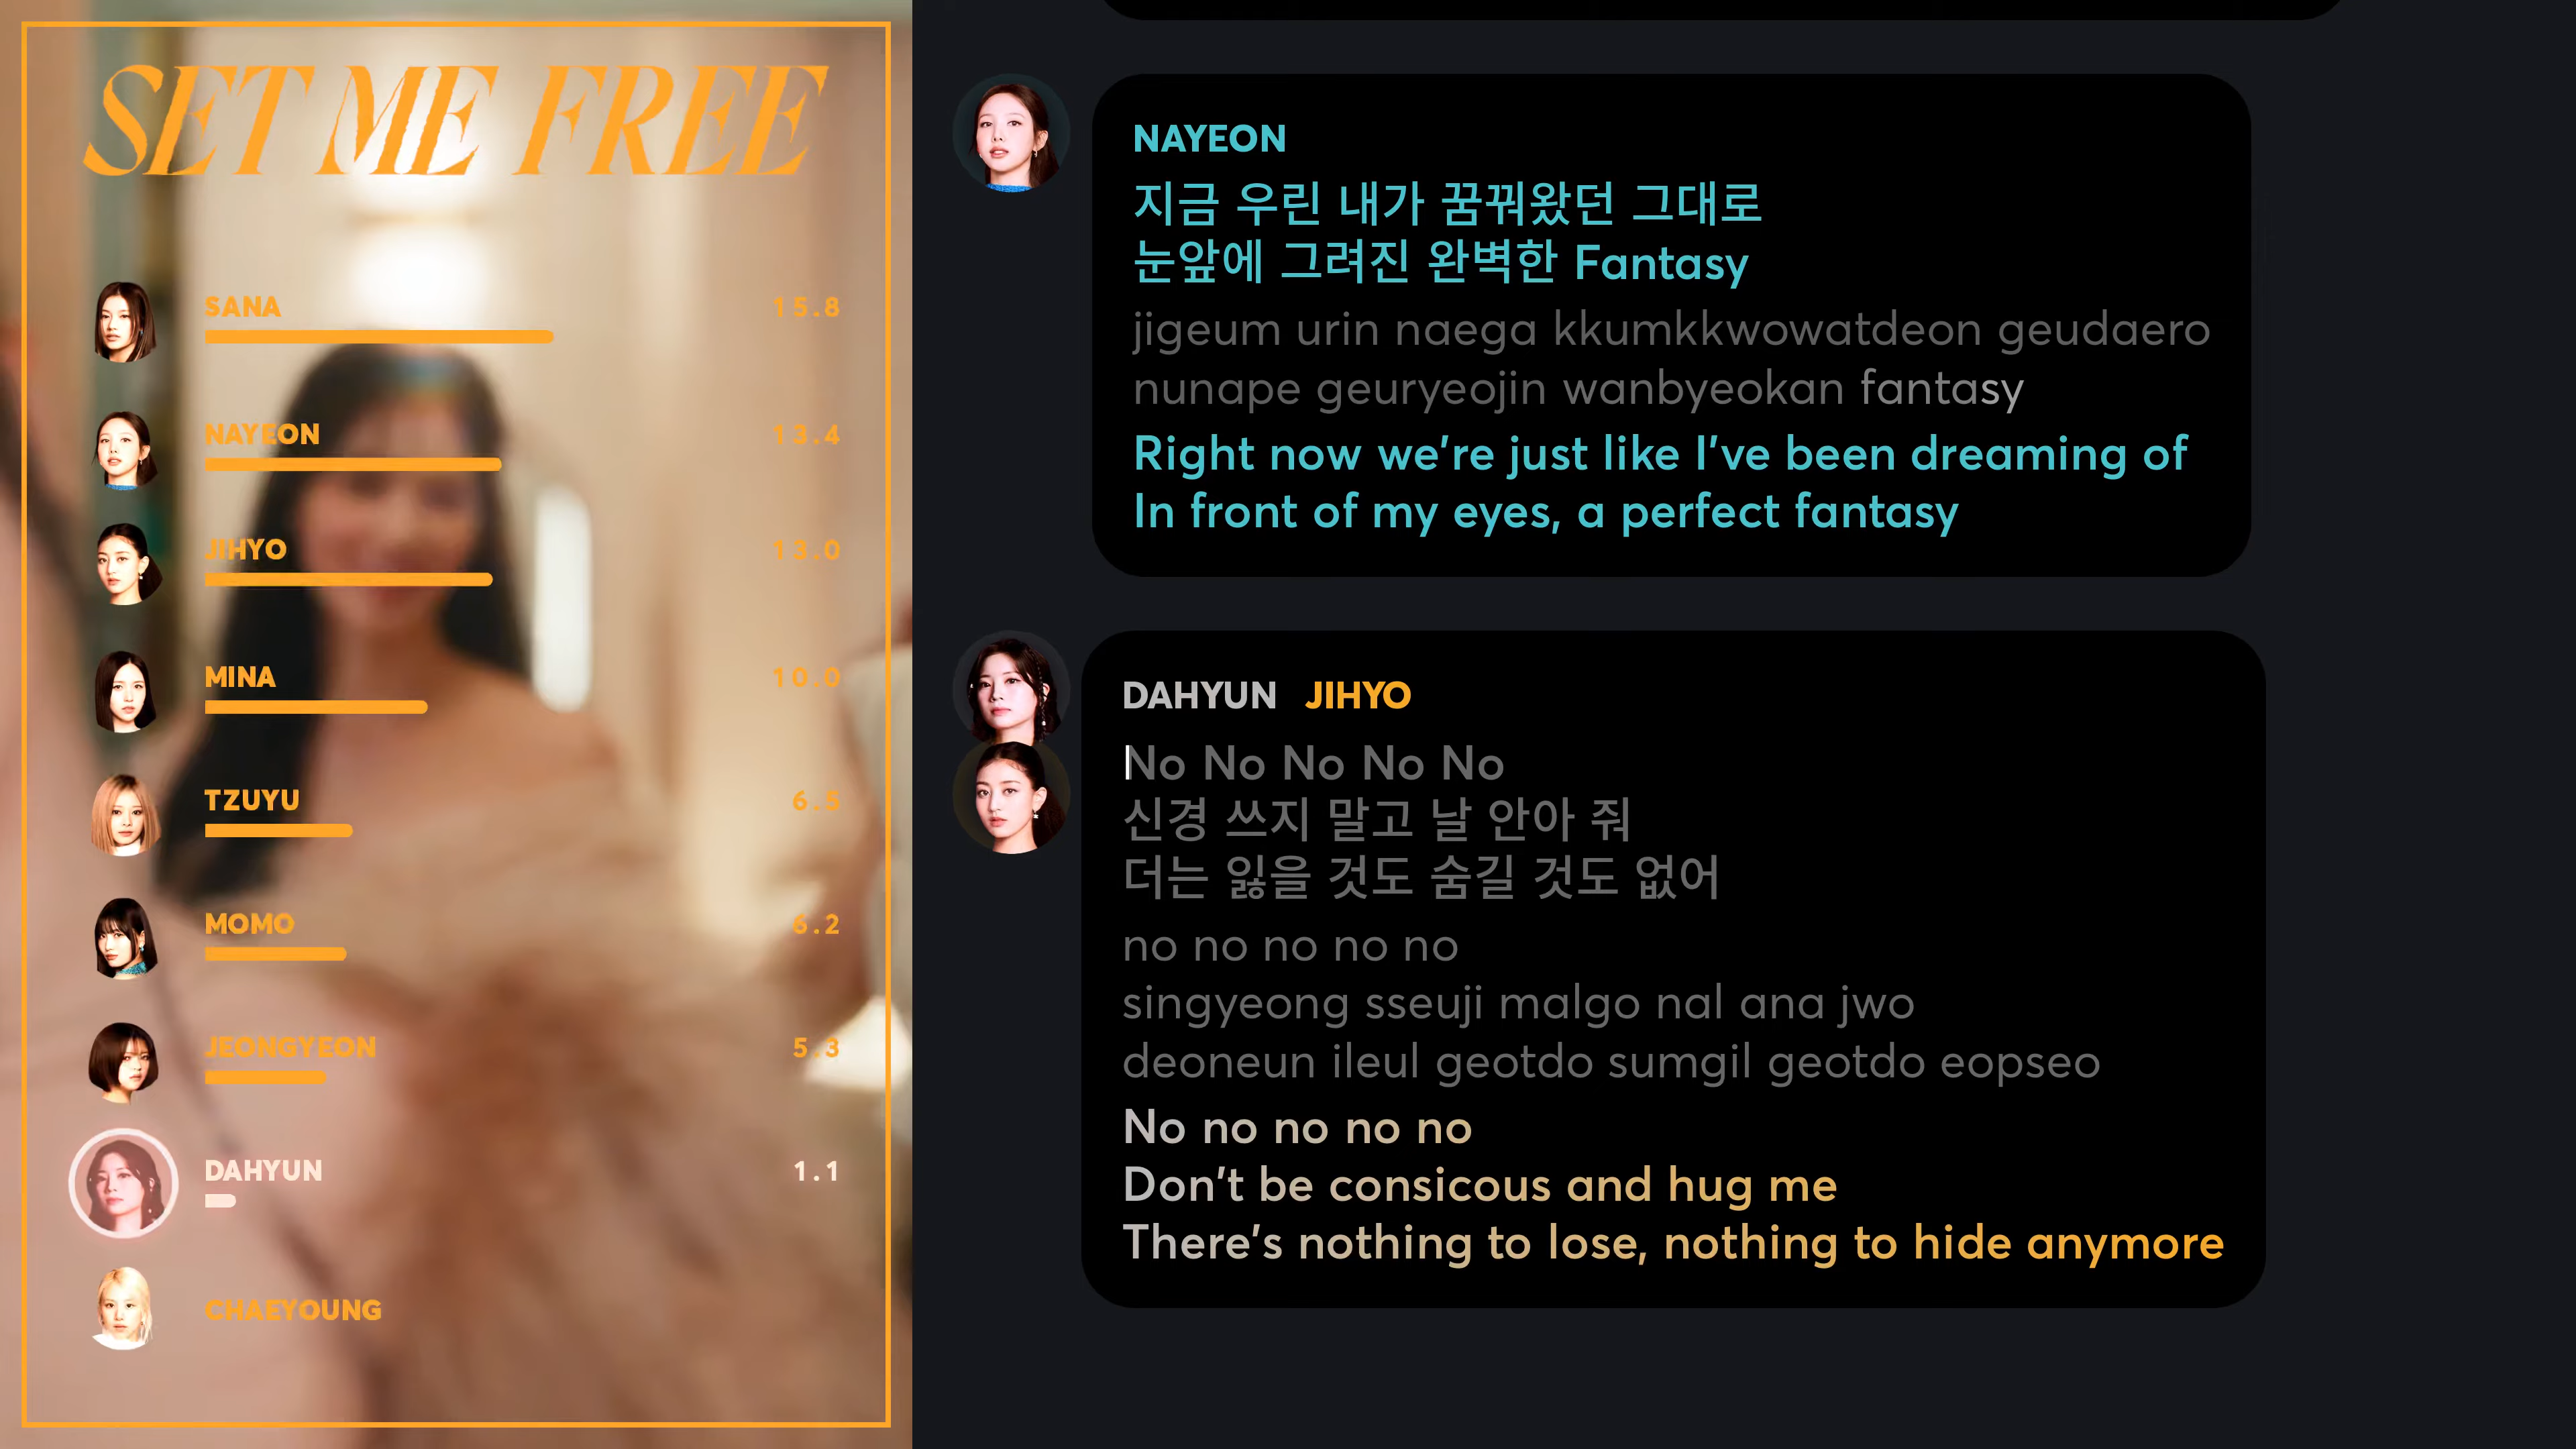 SET ME FREE
SANA 15.8
NAYEON 13.4
JIHYO 13.0
MINA 10.0
TZUYU 6.5
MOMO 6.2
JEONGYEON 5.3
DAHYUN 1.1
CHAEYOUNG
NAYEON
지금 우린 내가 꿈꿔왔던 그대로
눈앞에 그려진 완벽한 Fantasy
jigeum urin naega kkumkkwowatdeon geudaero
nunape geuryeojin wanbyeokan fantasy
Right now we're just like I've been dreaming of
In front of my eyes, a perfect fantasy
DAHYUN JIHYO
No No No No No
신경 쓰지 말고 날 안아 줘
더는 잃을 것도 숨길 것도 없어
no no no no no
singyeong sseuji malgo nal ana jwo
deoneun ileul geotdo sumgil geotdo eopseo
No no no no no
Don't be consicous and hug me
There's nothing to lose, nothing to hide anymore